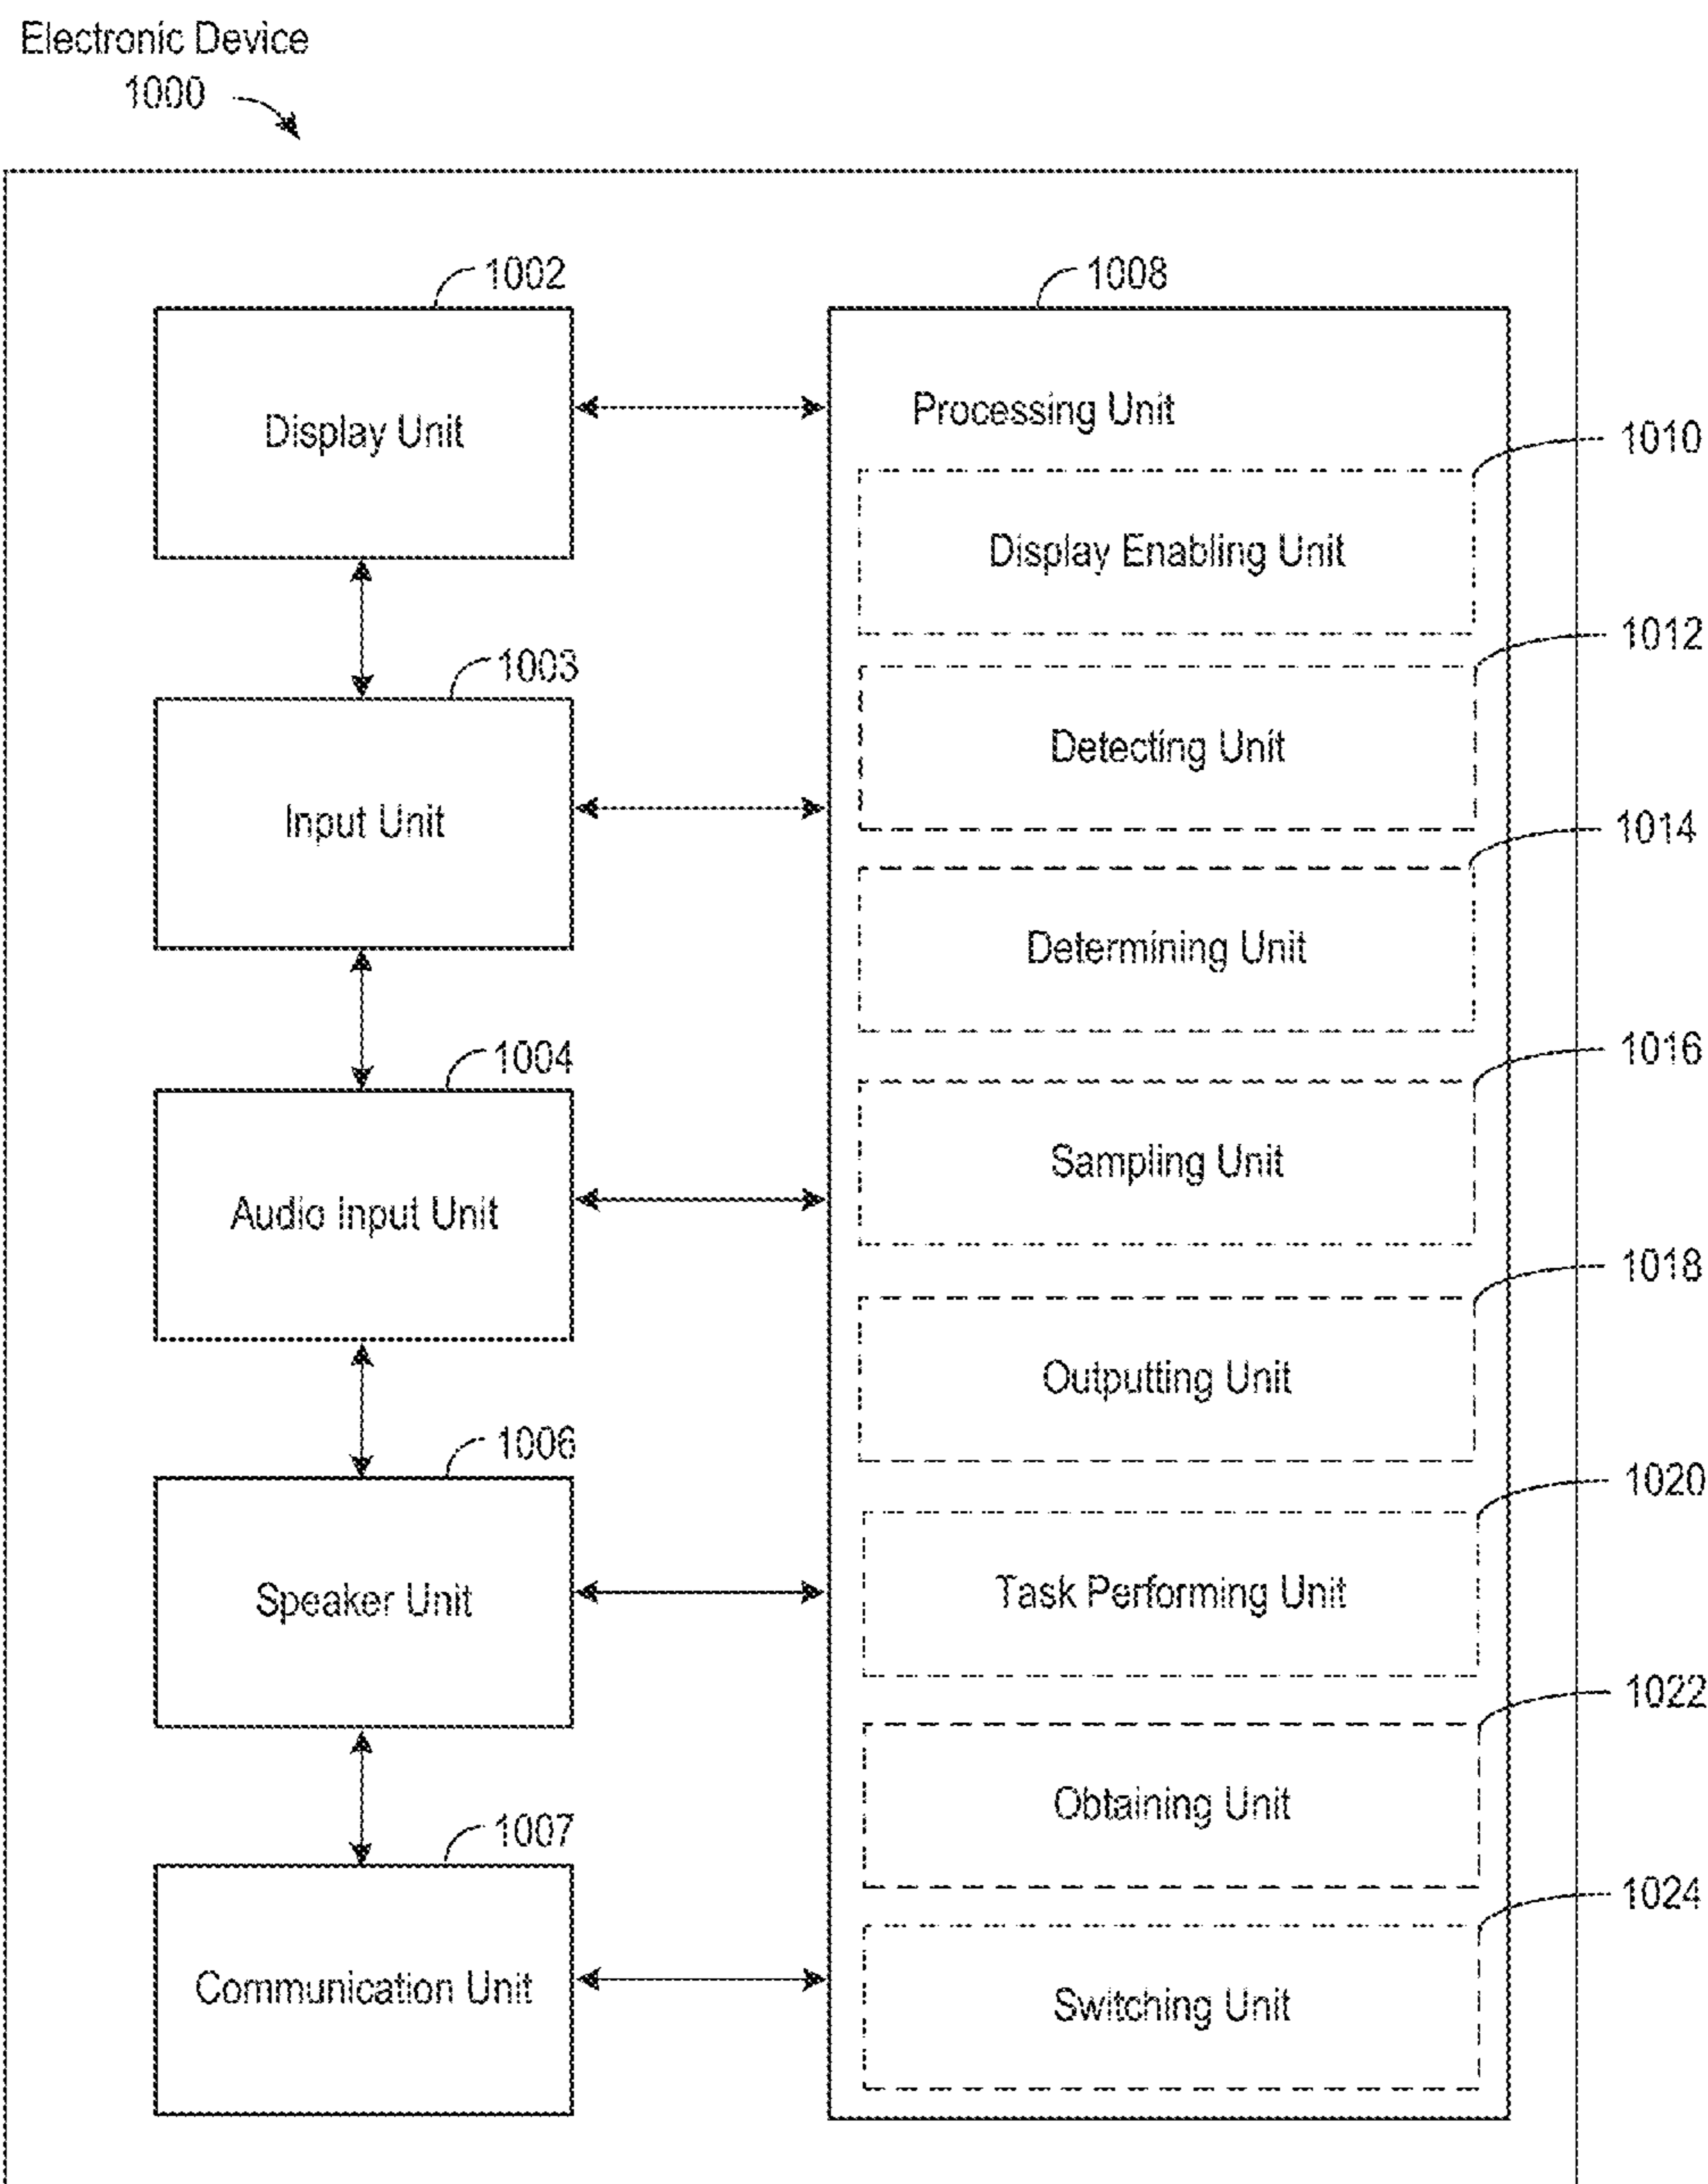 Electronic Device
1000
1002
Display Unit
1003
Input Unit
1004
Audio Input Unit
1006
Speaker Unit
1007
Communication Unit
1008
Processing Unit
1010
Display Enabling Unit
1012
Detecting Unit
1014
Determining Unit
1016
Sampling Unit
1018
Outputting Unit
1020
Task Performing Unit
1022
Obtaining Unit
1024
Switching Unit